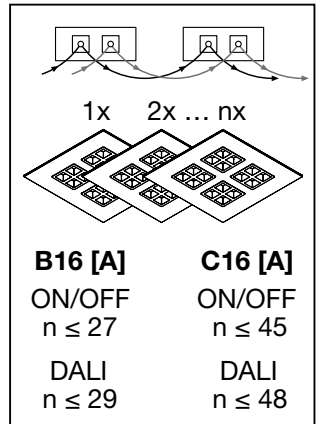 1x 2x ... nx
B16 [A] C16 [A]
ON/OFF ON/OFF
n ≤ 27 n ≤ 45
DALI DALI
n ≤ 29 n ≤ 48